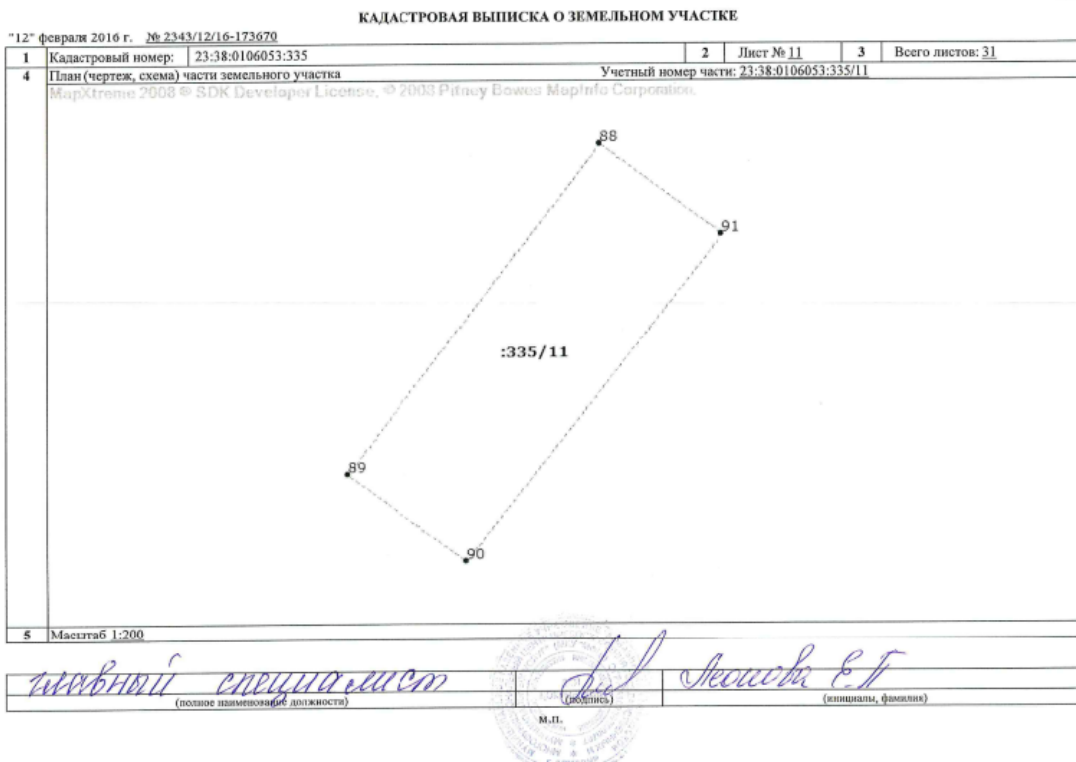 КАДАСТРОВАЯ ВЫПИСКА О ЗЕМЕЛЬНОМ УЧАСТКЕ
"12" февраля 2016 г. № 2343/12/16-173670
1 Кадастровый номер: 23:38:0106053:335 2 Лист № 11 3 Всего листов: 31
4 План (чертеж, схема) части земельного участка Учетный номер части: 23:38:0106053:335/11
MapXtreme 2008 ® SDK Developer License. © 2008 Pitney Bowes MapInfo Corporation.
88
91
:335/11
89
90
5 Масштаб 1:200
главный специалист Леонова Е.П
(полное наименование должности) (подпись) (инициалы, фамилия)
м.п.